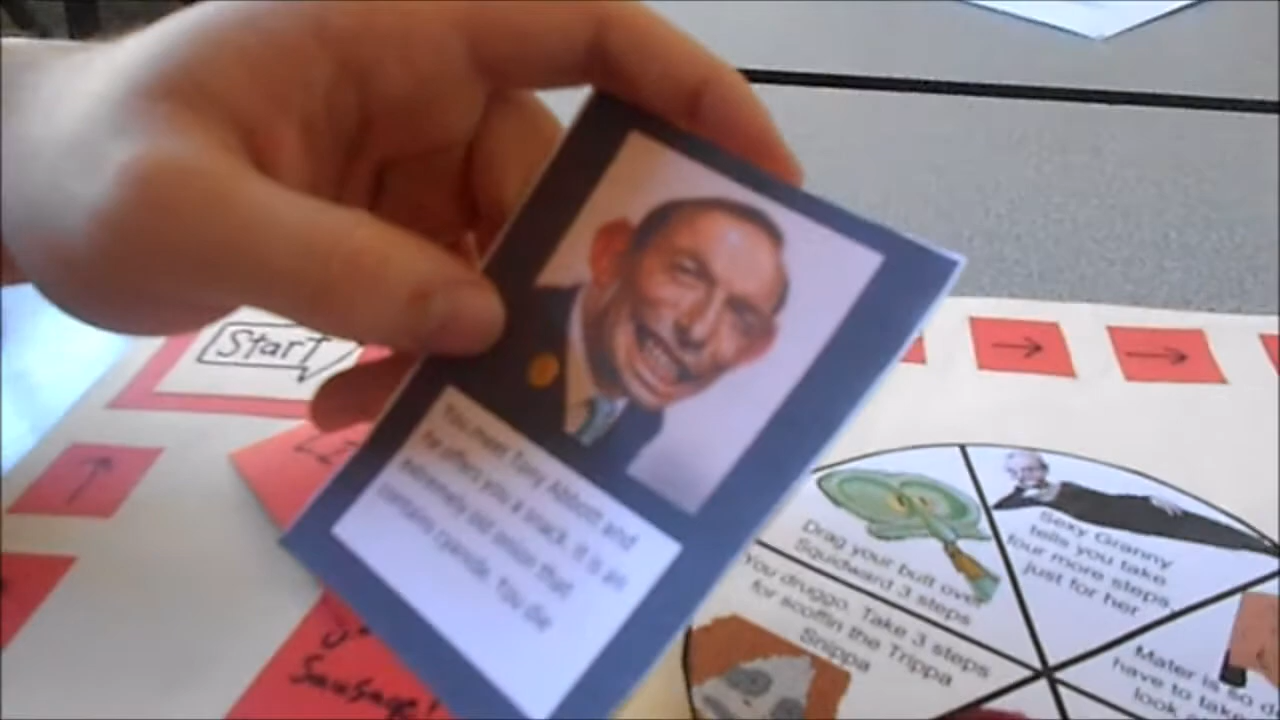 Start
You meet Tony Abbott and
he offers you a snack. It is an
extremely old onion that
contains cyanide. You die
Drag your butt over
Squidward 3 steps
Sexy Granny
tells you take
four more steps,
just for her
You druggo. Take 3 steps
for scoffin the Trippa
Snippa
Mater is so d
have to tak
look
Sausage!